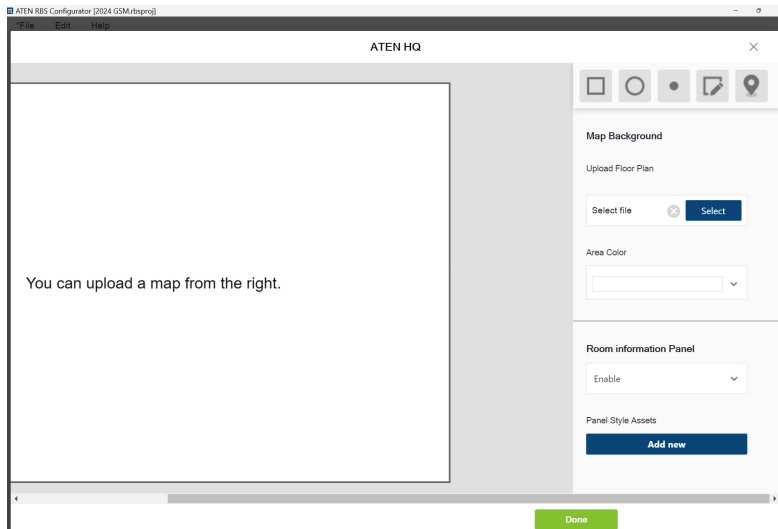 ATEN RBS Configurator [2024 GSM.rbsproj]
*File Edit Help
ATEN HQ
Map Background
Upload Floor Plan
Select file Select
Area Color
You can upload a map from the right.
Room information Panel
Enable
Panel Style Assets
Add new
Done